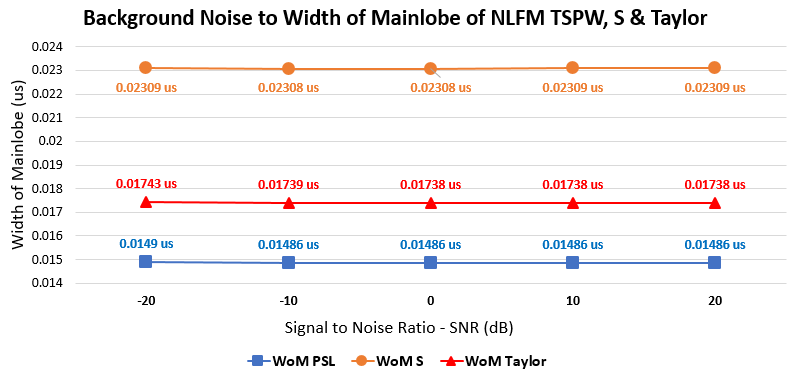 Background Noise to Width of Mainlobe of NLFM TSPW, S & Taylor
Width of Mainlobe (us)
0.024
0.023
0.022
0.021
0.02
0.019
0.018
0.017
0.016
0.015
0.014
0.02309 us 0.02308 us 0.02308 us 0.02309 us 0.02309 us
0.01743 us 0.01739 us 0.01738 us 0.01738 us 0.01738 us
0.0149 us 0.01486 us 0.01486 us 0.01486 us 0.01486 us
-20 -10 0 10 20
Signal to Noise Ratio - SNR (dB)
WoM PSL WoM S WoM Taylor